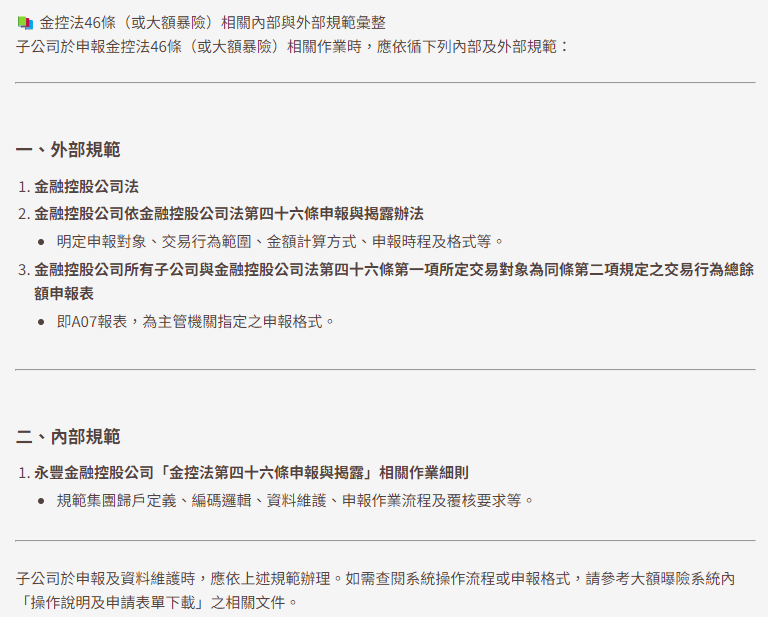 📚 金控法46條（或大額暴險）相關內部與外部規範彙整
子公司於申報金控法46條（或大額暴險）相關作業時，應依循下列內部及外部規範：
一、外部規範
1. 金融控股公司法
2. 金融控股公司依金融控股公司法第四十六條申報與揭露辦法
• 明定申報對象、交易行為範圍、金額計算方式、申報時程及格式等。
3. 金融控股公司所有子公司與金融控股公司法第四十六條第一項所定交易對象為同條第二項規定之交易行為總餘
額申報表
• 即A07報表，為主管機關指定之申報格式。
二、內部規範
1. 永豐金融控股公司「金控法第四十六條申報與揭露」相關作業細則
• 規範集團歸戶定義、編碼邏輯、資料維護、申報作業流程及覆核要求等。
子公司於申報及資料維護時，應依上述規範辦理。如需查閱系統操作流程或申報格式，請參考大額曝險系統內
「操作說明及申請表單下載」之相關文件。